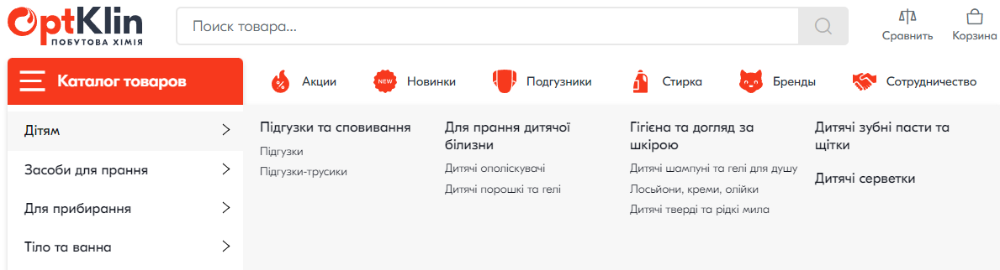 OptKlin
ПОБУТОВА ХІМІЯ
Поиск товара...
Сравнить
Корзина
Каталог товаров
Акции
NEW
Новинки
Подгузники
Стирка
Бренды
Сотрудничество
Дітям
Засоби для прання
Для прибирання
Тіло та ванна
Підгузки та сповивання
Підгузки
Підгузки-трусики
Для прання дитячої
білизни
Дитячі ополіскувачі
Дитячі порошкі та гелі
Гігієна та догляд за
шкірою
Дитячі шампуні та гелі для душу
Лосьйони, креми, олійки
Дитячі тверді та рідкі мила
Дитячі зубні пасти та
щітки
Дитячі серветки